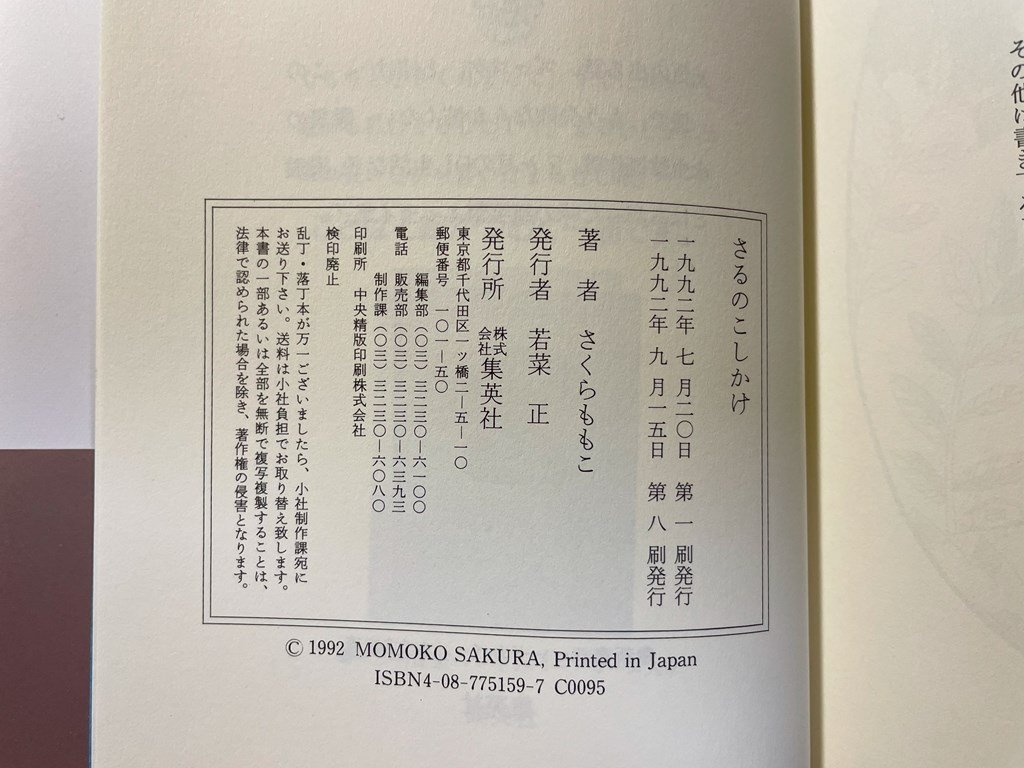 さるのこしかけ
一九九二年 七 月二〇日 第 一 刷発行
一九九二年 九 月一五日 第 八 刷発行
著 者 さくらももこ
発行者 若菜 正
発行所 株式会社集英社
東京都千代田区一ッ橋二―五―一〇
郵便番号 一〇一―五〇
編集部(〇三)三二三〇―六一〇〇
電話 販売部(〇三)三二三〇―六三九三
制作課(〇三)三二三〇―六〇八〇
印刷所 中央精版印刷株式会社
検印廃止
乱丁・落丁本が万一ございましたら、小社制作課宛に
お送り下さい。送料は小社負担でお取り替え致します。
本書の一部あるいは全部を無断で複写複製することは、
法律で認められた場合を除き、著作権の侵害となります。
© 1992 MOMOKO SAKURA, Printed in Japan
ISBN4-08-775159-7 C0095